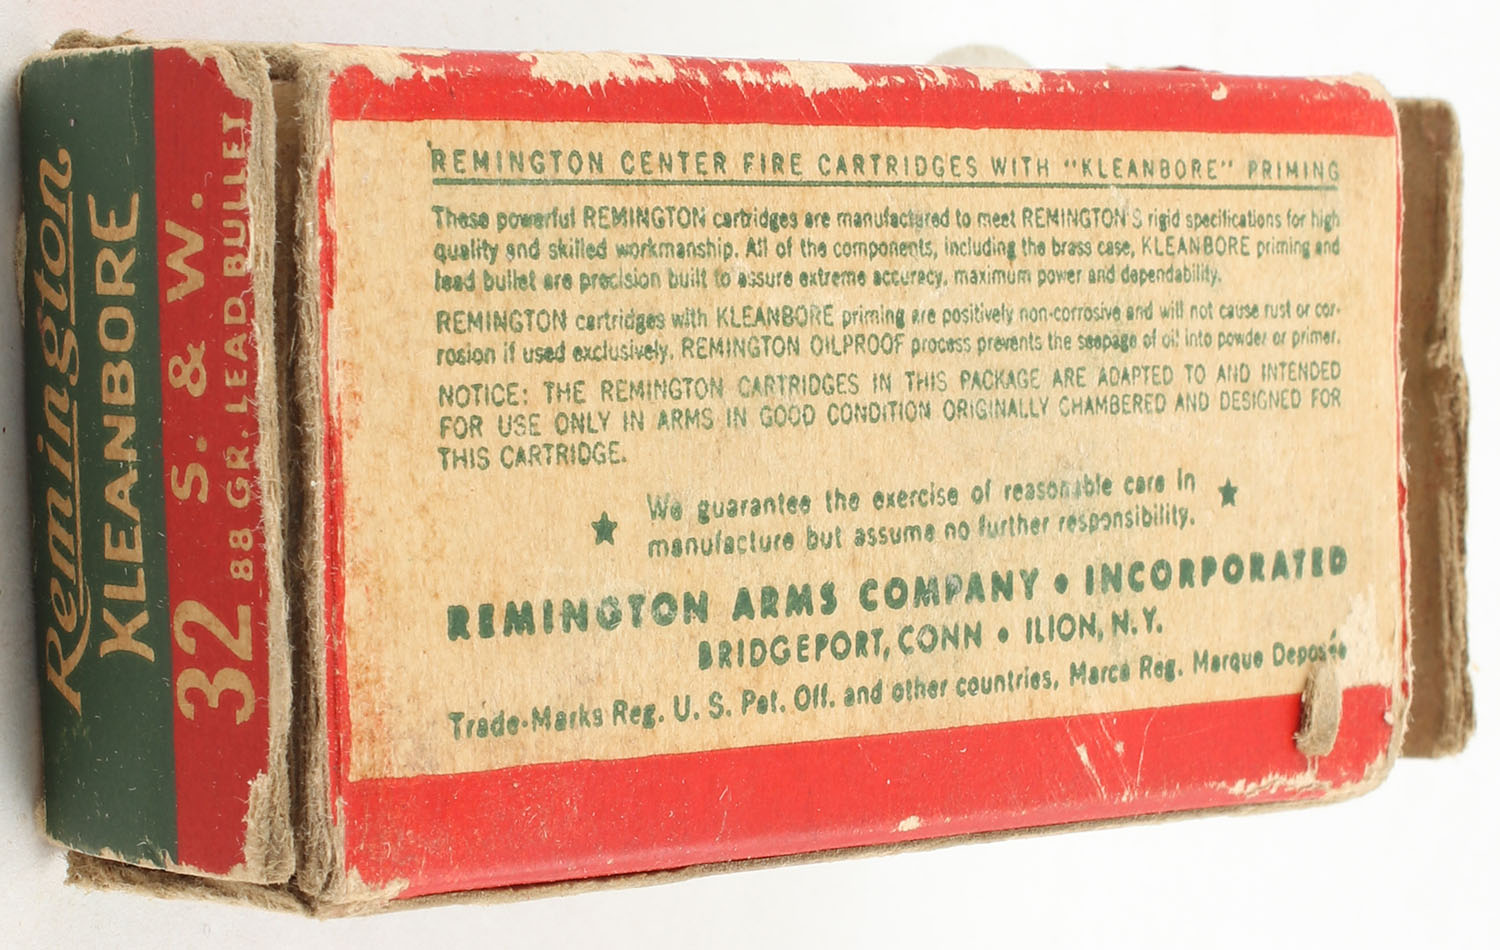 Remington
KLEANBORE
32 S. & W.
88 GR. LEAD BULLET
REMINGTON CENTER FIRE CARTRIDGES WITH "KLEANBORE" PRIMING
These powerful REMINGTON cartridges are manufactured to meet REMINGTON'S rigid specifications for high
quality and skilled workmanship. All of the components, including the brass case, KLEANBORE priming and
lead bullet are precision built to assure extreme accuracy, maximum power and dependability.
REMINGTON cartridges with KLEANBORE priming are positively non-corrosive and will not cause rust or cor-
rosion if used exclusively. REMINGTON OILPROOF process prevents the seepage of oil into powder or primer.
NOTICE: THE REMINGTON CARTRIDGES IN THIS PACKAGE ARE ADAPTED TO AND INTENDED
FOR USE ONLY IN ARMS IN GOOD CONDITION ORIGINALLY CHAMBERED AND DESIGNED FOR
THIS CARTRIDGE.
We guarantee the exercise of reasonable care in
manufacture but assume no further responsibility.
REMINGTON ARMS COMPANY • INCORPORATED
BRIDGEPORT, CONN • ILION, N.Y.
Trade-Marks Reg. U. S. Pat. Off. and other countries, Marca Reg. Marque Deposée